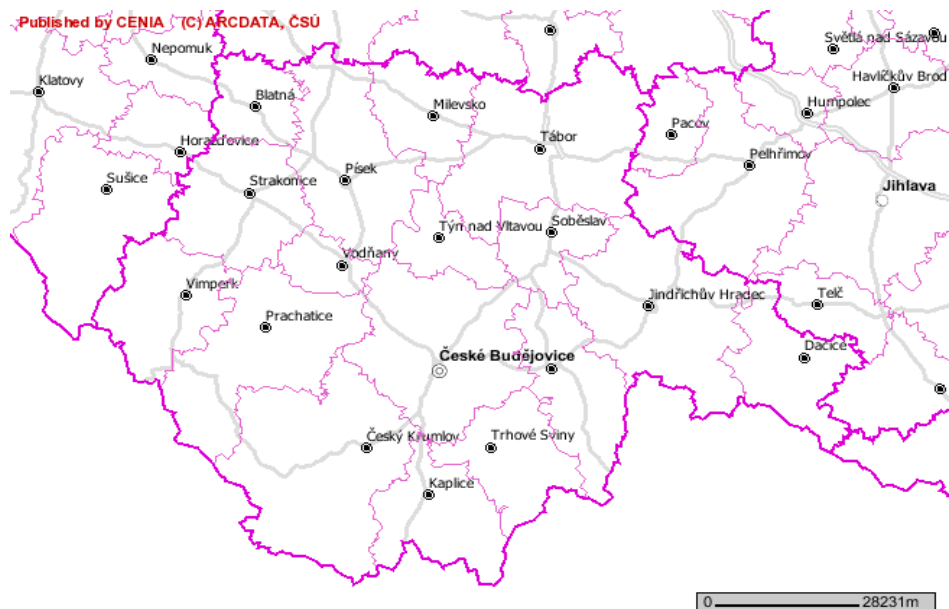 Published by CENIA (C) ARCDATA, ČSÚ
Světlá nad Sázavou
Nepomuk
Klatovy
Havlíčkův Brod
Blatná
Milevsko
Humpolec
Pacov
Tábor
Horažďovice
Pelhřimov
Písek
Sušice
Strakonice
Jihlava
Týn nad Vltavou
Soběslav
Vodňany
Vimperk
Jindřichův Hradec
Telč
Prachatice
České Budějovice
Dačice
Český Krumlov
Trhové Sviny
Kaplice
0 28231m